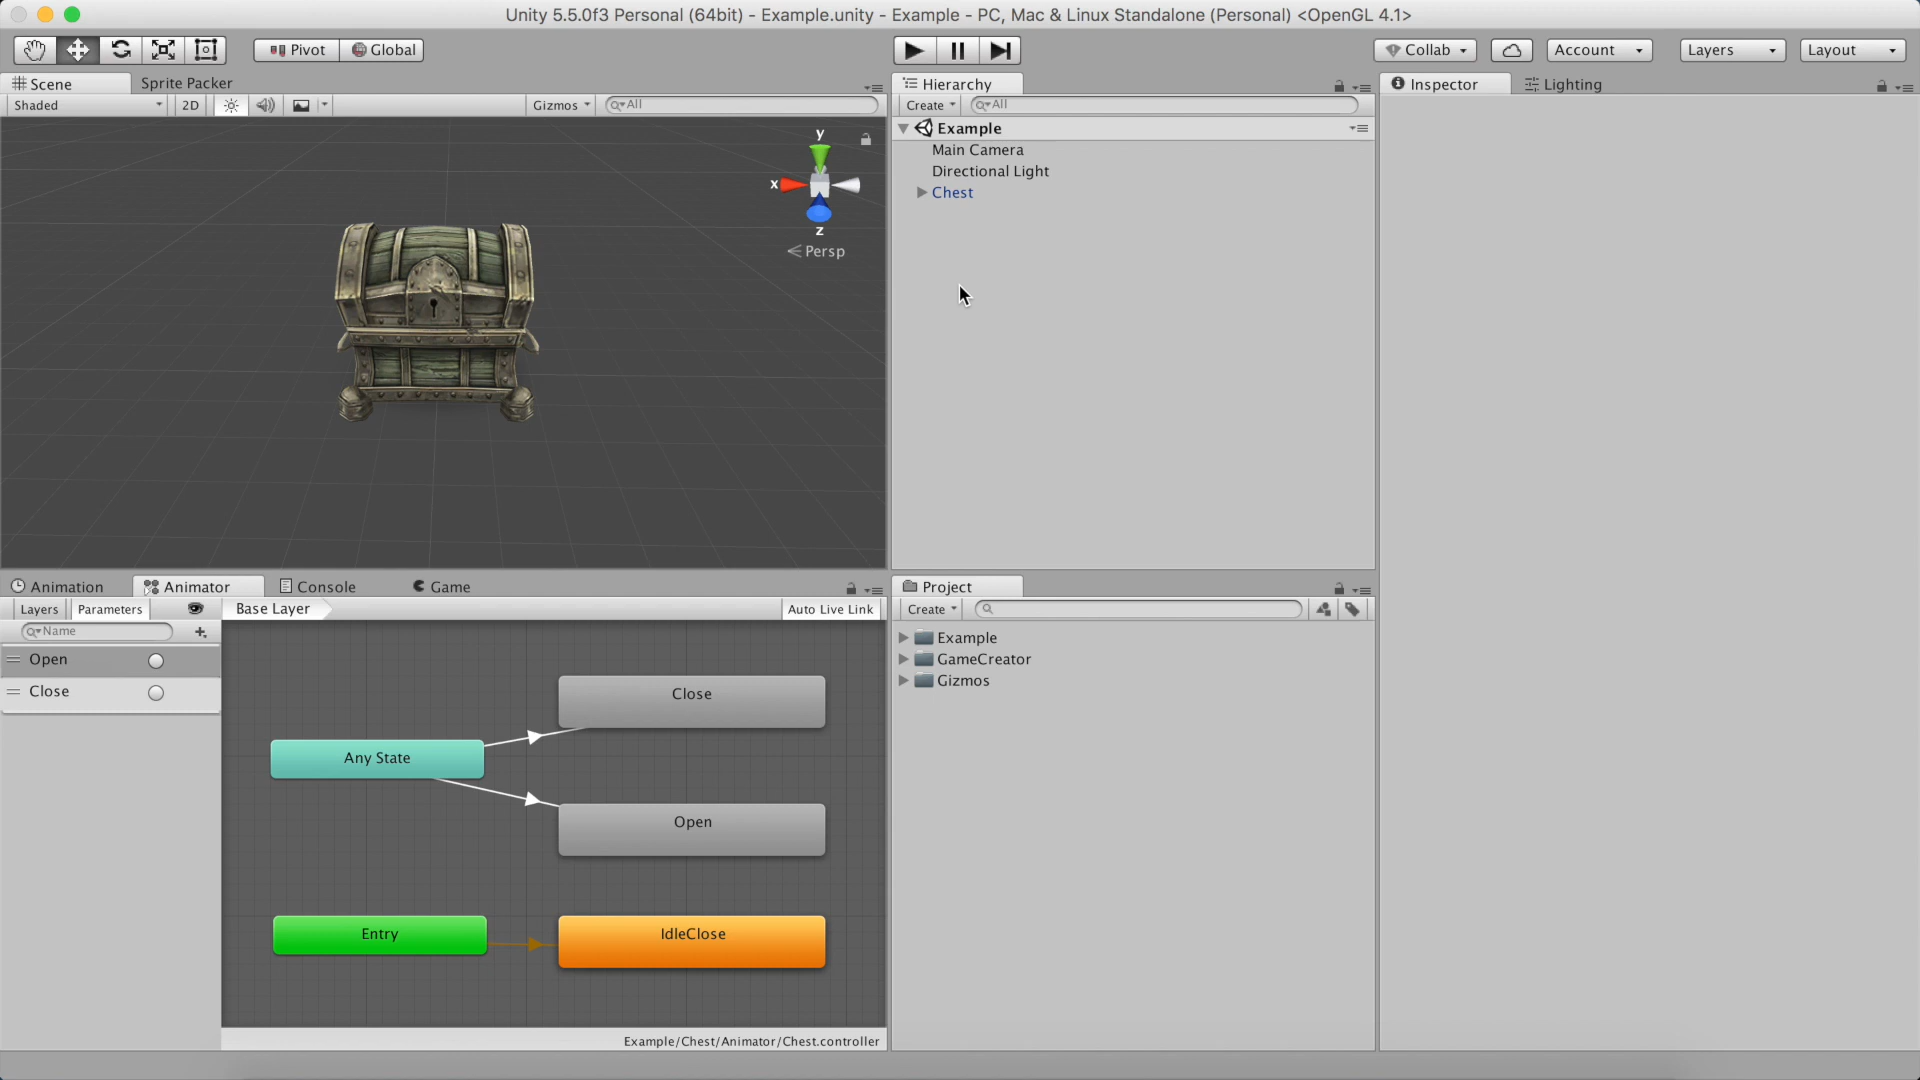 Unity 5.5.0f3 Personal (64bit) - Example.unity - Example - PC, Mac & Linux Standalone (Personal) <OpenGL 4.1>
Pivot Global Collab Account Layers Layout
Scene Sprite Packer
Shaded 2D Gizmos All
y
x
z
Persp
Hierarchy
Create All
Example
Main Camera
Directional Light
Chest
Inspector Lighting
Animation Animator Console Game
Layers Parameters Base Layer Auto Live Link
Name
Open
Close
Close
Any State
Open
Entry
IdleClose
Example/Chest/Animator/Chest.controller
Project
Create
Example
GameCreator
Gizmos